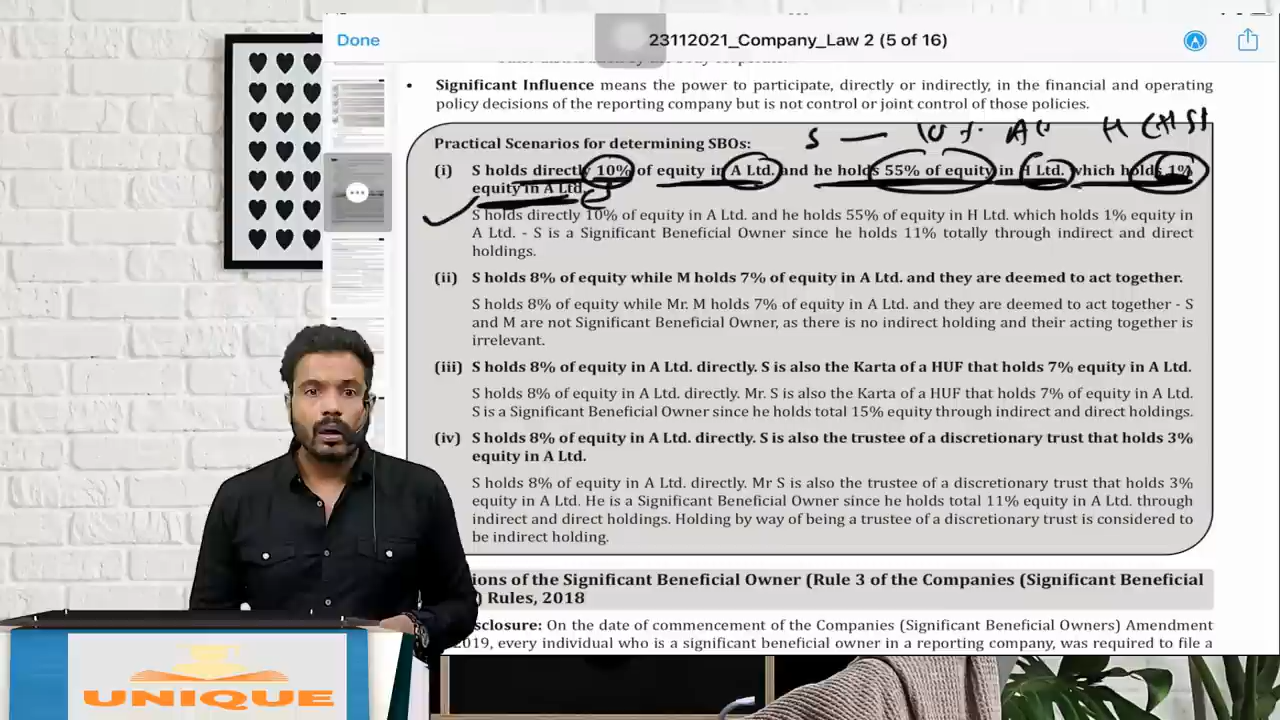 Done
23112021_Company_Law 2 (5 of 16)
• Significant Influence means the power to participate, directly or indirectly, in the financial and operating
policy decisions of the reporting company but is not control or joint control of those policies.
S — 10%
Practical Scenarios for determining SBOs:
(i) S holds directly 10% of equity in A Ltd. and he holds 55% of equity in H Ltd. which holds 1%
equity in A Ltd.
S holds directly 10% of equity in A Ltd. and he holds 55% of equity in H Ltd. which holds 1% equity in
A Ltd. - S is a Significant Beneficial Owner since he holds 11% totally through indirect and direct
holdings.
(ii) S holds 8% of equity while M holds 7% of equity in A Ltd. and they are deemed to act together.
S holds 8% of equity while Mr. M holds 7% of equity in A Ltd. and they are deemed to act together - S
and M are not Significant Beneficial Owner, as there is no indirect holding and their acting together is
irrelevant.
(iii) S holds 8% of equity in A Ltd. directly. S is also the Karta of a HUF that holds 7% equity in A Ltd.
S holds 8% of equity in A Ltd. directly. Mr. S is also the Karta of a HUF that holds 7% of equity in A Ltd.
S is a Significant Beneficial Owner since he holds total 15% equity through indirect and direct holdings.
(iv) S holds 8% of equity in A Ltd. directly. S is also the trustee of a discretionary trust that holds 3%
equity in A Ltd.
S holds 8% of equity in A Ltd. directly. Mr S is also the trustee of a discretionary trust that holds 3%
equity in A Ltd. He is a Significant Beneficial Owner since he holds total 11% equity in A Ltd. through
indirect and direct holdings. Holding by way of being a trustee of a discretionary trust is considered to
be indirect holding.
ions of the Significant Beneficial Owner (Rule 3 of the Companies (Significant Beneficial
) Rules, 2018
sclosure: On the date of commencement of the Companies (Significant Beneficial Owners) Amendment
2019, every individual who is a significant beneficial owner in a reporting company, was required to file a
UNIQUE